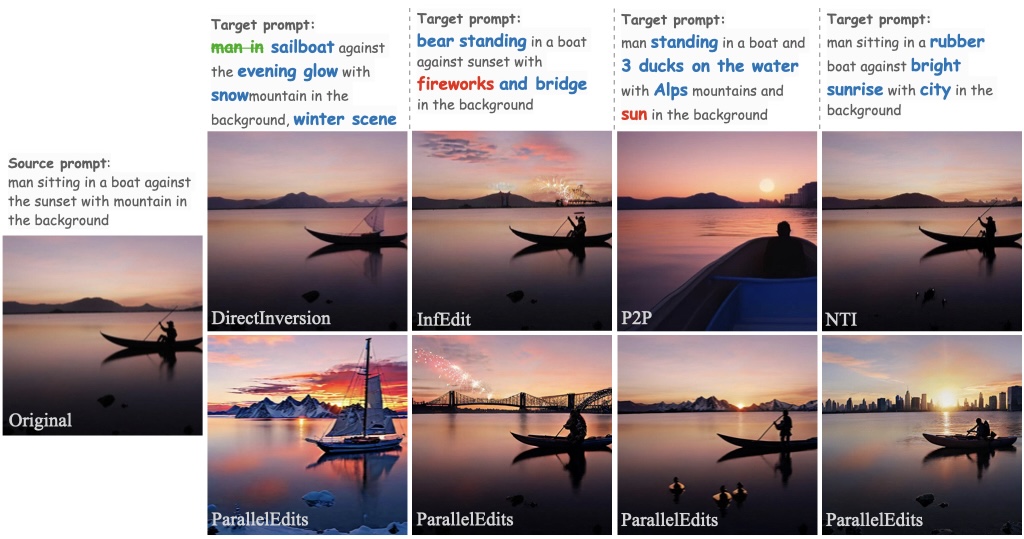 Source prompt:
man sitting in a boat against
the sunset with mountain in
the background
Original
Target prompt:
man in sailboat against
the evening glow with
snowmountain in the
background, winter scene
DirectInversion
ParallelEdits
Target prompt:
bear standing in a boat
against sunset with
fireworks and bridge
in the background
InfEdit
ParallelEdits
Target prompt:
man standing in a boat and
3 ducks on the water
with Alps mountains and
sun in the background
P2P
ParallelEdits
Target prompt:
man sitting in a rubber
boat against bright
sunrise with city in the
background
NTI
ParallelEdits